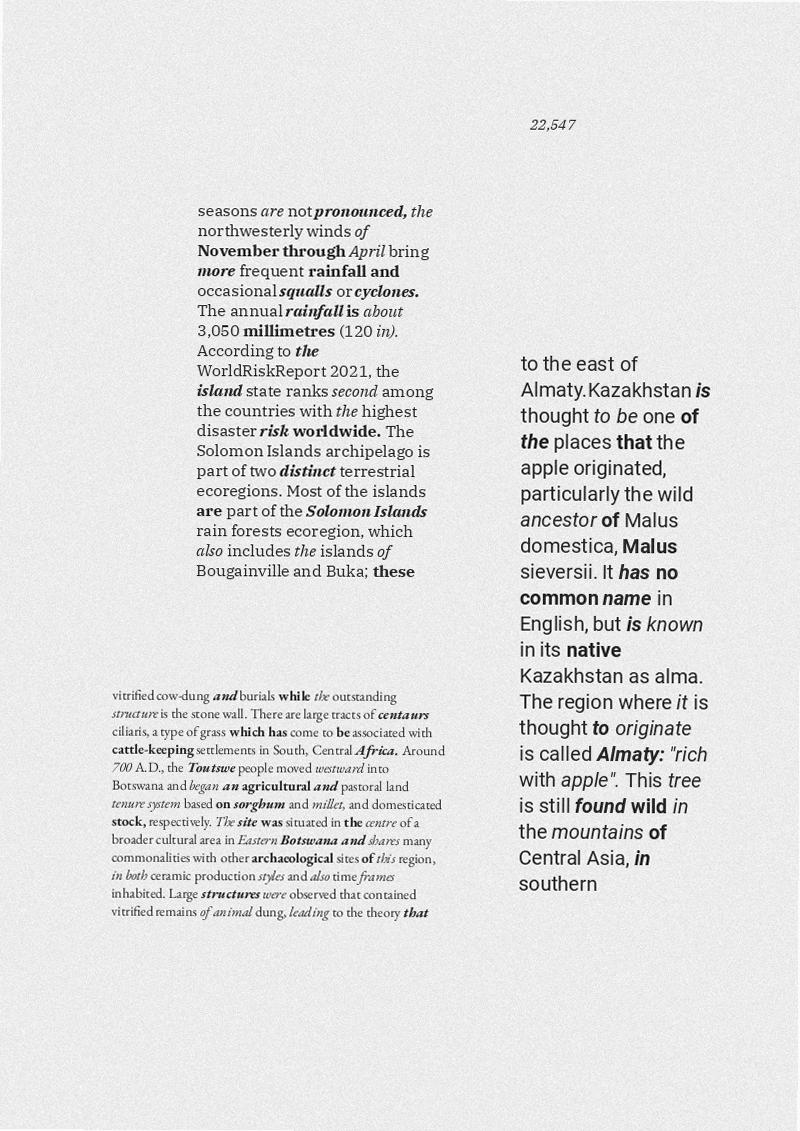 22,547
seasons are not pronounced, the
northwesterly winds of
November through April bring
more frequent rainfall and
occasional squalls or cyclones.
The annual rainfall is about
3,050 millimetres (120 in).
According to the
WorldRiskReport 2021, the
island state ranks second among
the countries with the highest
disaster risk worldwide. The
Solomon Islands archipelago is
part of two distinct terrestrial
ecoregions. Most of the islands
are part of the Solomon Islands
rain forests ecoregion, which
also includes the islands of
Bougainville and Buka; these
to the east of
Almaty.Kazakhstan is
thought to be one of
the places that the
apple originated,
particularly the wild
ancestor of Malus
domestica, Malus
sieversii. It has no
common name in
English, but is known
in its native
Kazakhstan as alma.
The region where it is
thought to originate
is called Almaty: "rich
with apple". This tree
is still found wild in
the mountains of
Central Asia, in
southern
vitrified cow-dung and burials while the outstanding
structure is the stone wall. There are large tracts of centaurs
ciliaris, a type of grass which has come to be associated with
cattle-keeping settlements in South, Central Africa. Around
700 A.D., the Toutswe people moved westward into
Botswana and began an agricultural and pastoral land
tenure system based on sorghum and millet, and domesticated
stock, respectively. The site was situated in the centre of a
broader cultural area in Eastern Botswana and shares many
commonalities with other archaeological sites of this region,
in both ceramic production styles and also time frames
inhabited. Large structures were observed that contained
vitrified remains of animal dung, leading to the theory that